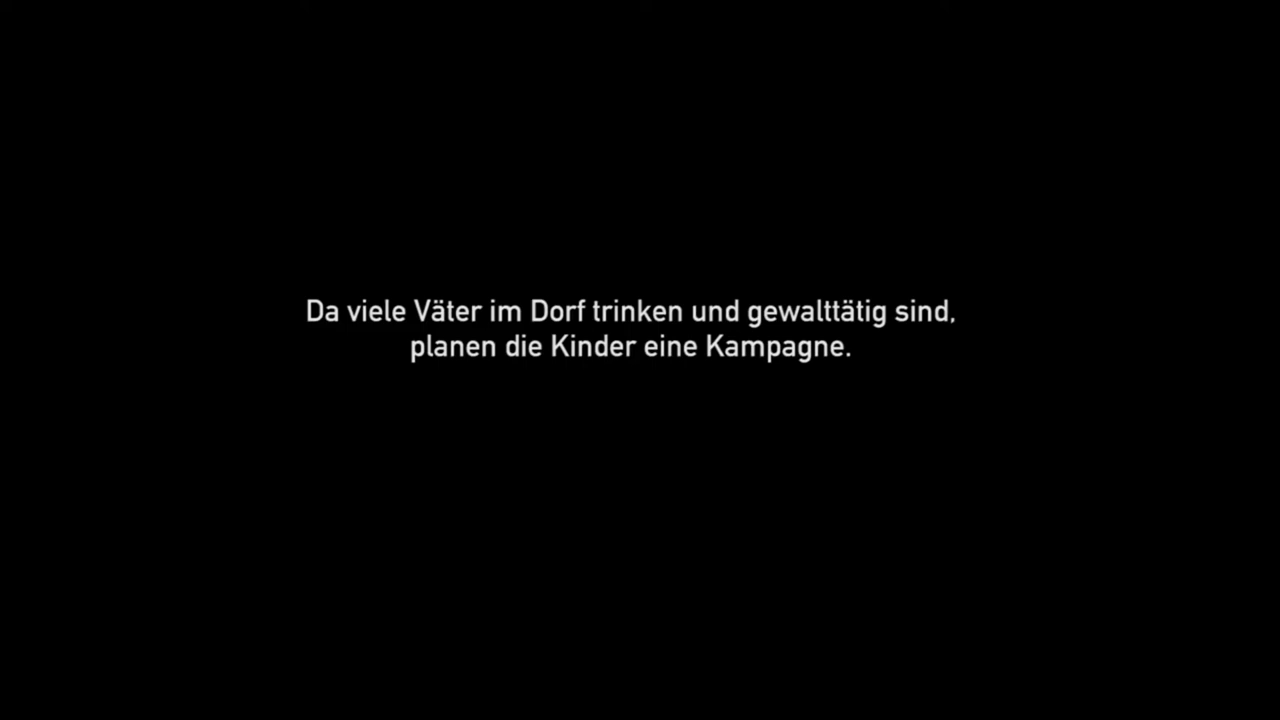 Da viele Väter im Dorf trinken und gewalttätig sind,
planen die Kinder eine Kampagne.